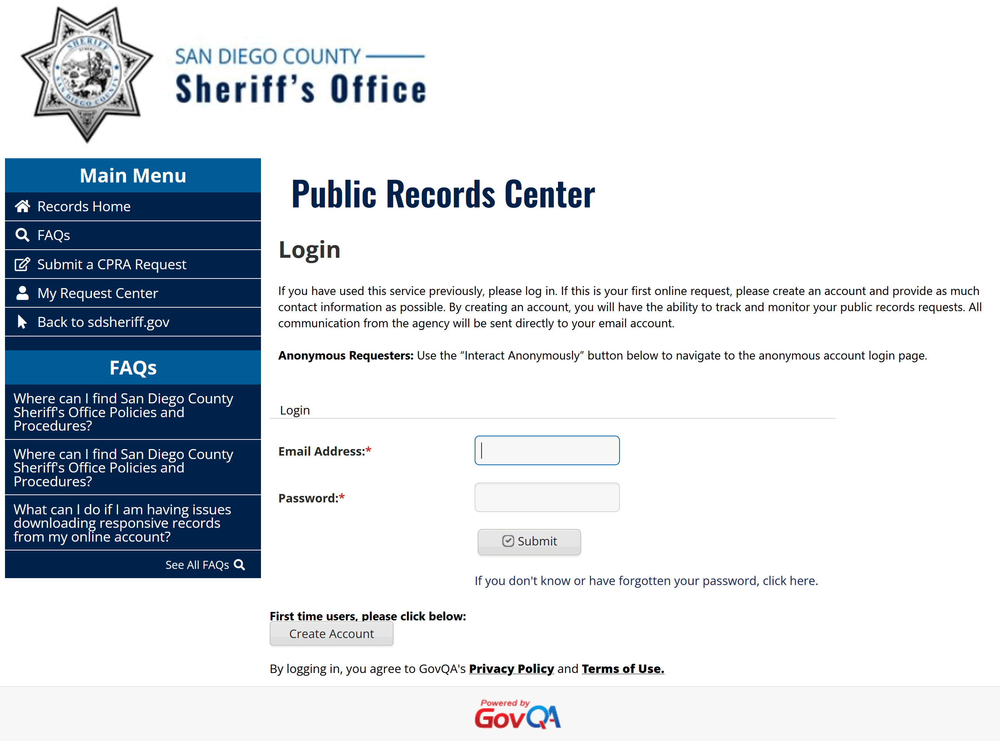 SHERIFF
SAN DIEGO COUNTY
SAN DIEGO COUNTY
Sheriff's Office
Main Menu
Records Home
FAQs
Submit a CPRA Request
My Request Center
Back to sdsheriff.gov
FAQs
Where can I find San Diego County
Sheriff's Office Policies and
Procedures?
Where can I find San Diego County
Sheriff's Office Policies and
Procedures?
What can I do if I am having issues
downloading responsive records
from my online account?
See All FAQs
Public Records Center
Login
If you have used this service previously, please log in. If this is your first online request, please create an account and provide as much
contact information as possible. By creating an account, you will have the ability to track and monitor your public records requests. All
communication from the agency will be sent directly to your email account.
Anonymous Requesters: Use the “Interact Anonymously” button below to navigate to the anonymous account login page.
Login
Email Address:*
Password:*
Submit
If you don't know or have forgotten your password, click here.
First time users, please click below:
Create Account
By logging in, you agree to GovQA's Privacy Policy and Terms of Use.
Powered by
GovQA